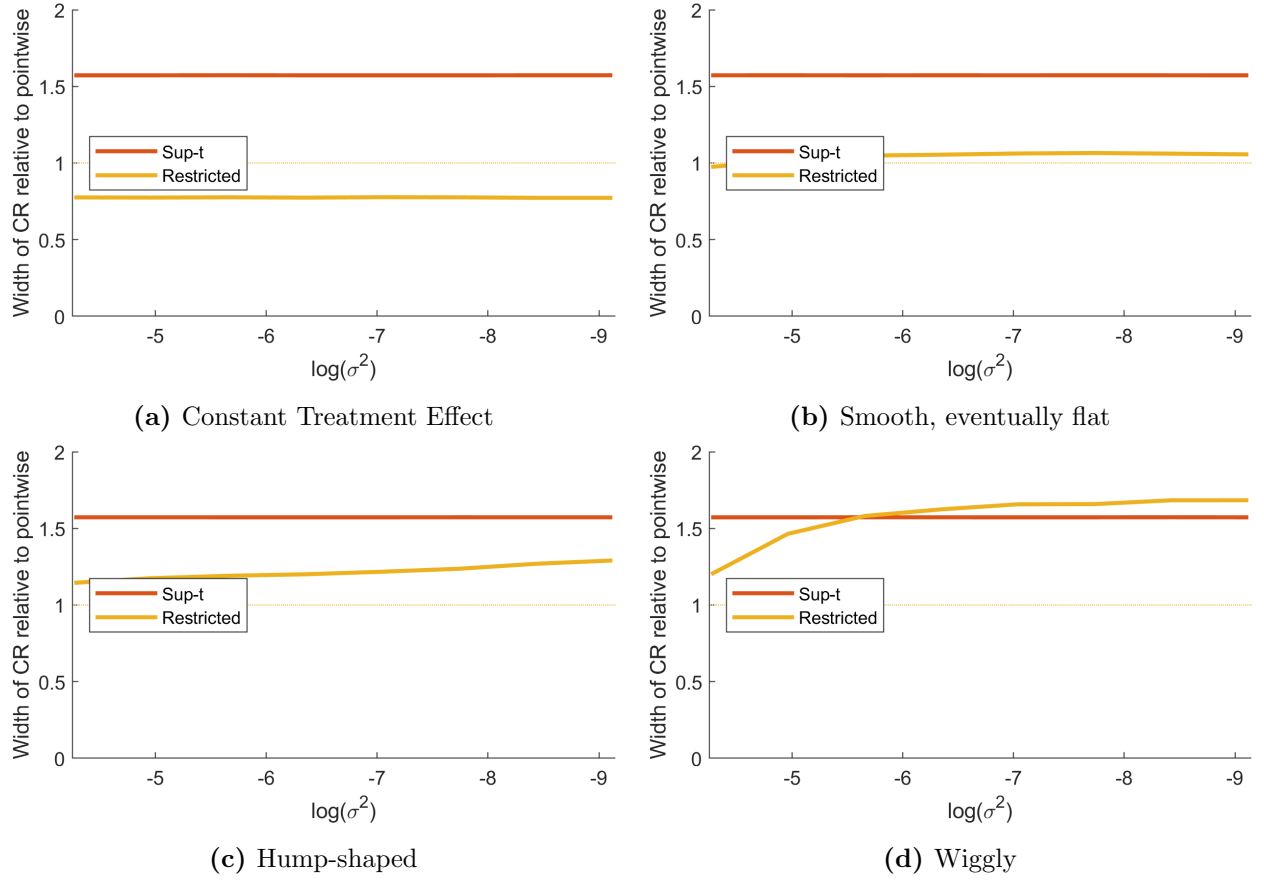 Width of CR relative to pointwise
2
1.5
1
0.5
0
Sup-t
Restricted
-5 -6 -7 -8 -9
log(σ²)
(a) Constant Treatment Effect
Width of CR relative to pointwise
2
1.5
1
0.5
0
Sup-t
Restricted
-5 -6 -7 -8 -9
log(σ²)
(b) Smooth, eventually flat
Width of CR relative to pointwise
2
1.5
1
0.5
0
Sup-t
Restricted
-5 -6 -7 -8 -9
log(σ²)
(c) Hump-shaped
Width of CR relative to pointwise
2
1.5
1
0.5
0
Sup-t
Restricted
-5 -6 -7 -8 -9
log(σ²)
(d) Wiggly